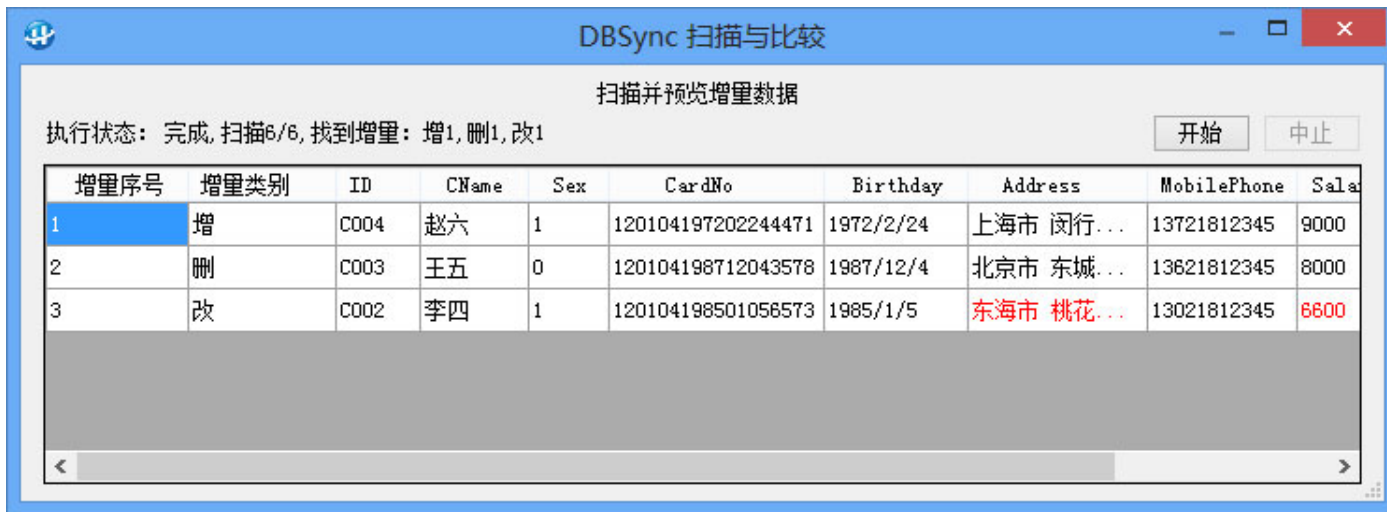 DBSync 扫描与比较
扫描并预览增量数据
执行状态: 完成,扫描6/6,找到增量: 增1,删1,改1 开始 中止
增量序号 增量类别 ID CName Sex CardNo Birthday Address MobilePhone Sala
1 增 C004 赵六 1 120104197202244471 1972/2/24 上海市 闵行... 13721812345 9000
2 删 C003 王五 0 120104198712043578 1987/12/4 北京市 东城... 13621812345 8000
3 改 C002 李四 1 120104198501056573 1985/1/5 东海市 桃花... 13021812345 6600